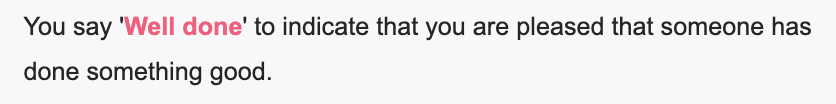 You say 'Well done' to indicate that you are pleased that someone has
done something good.